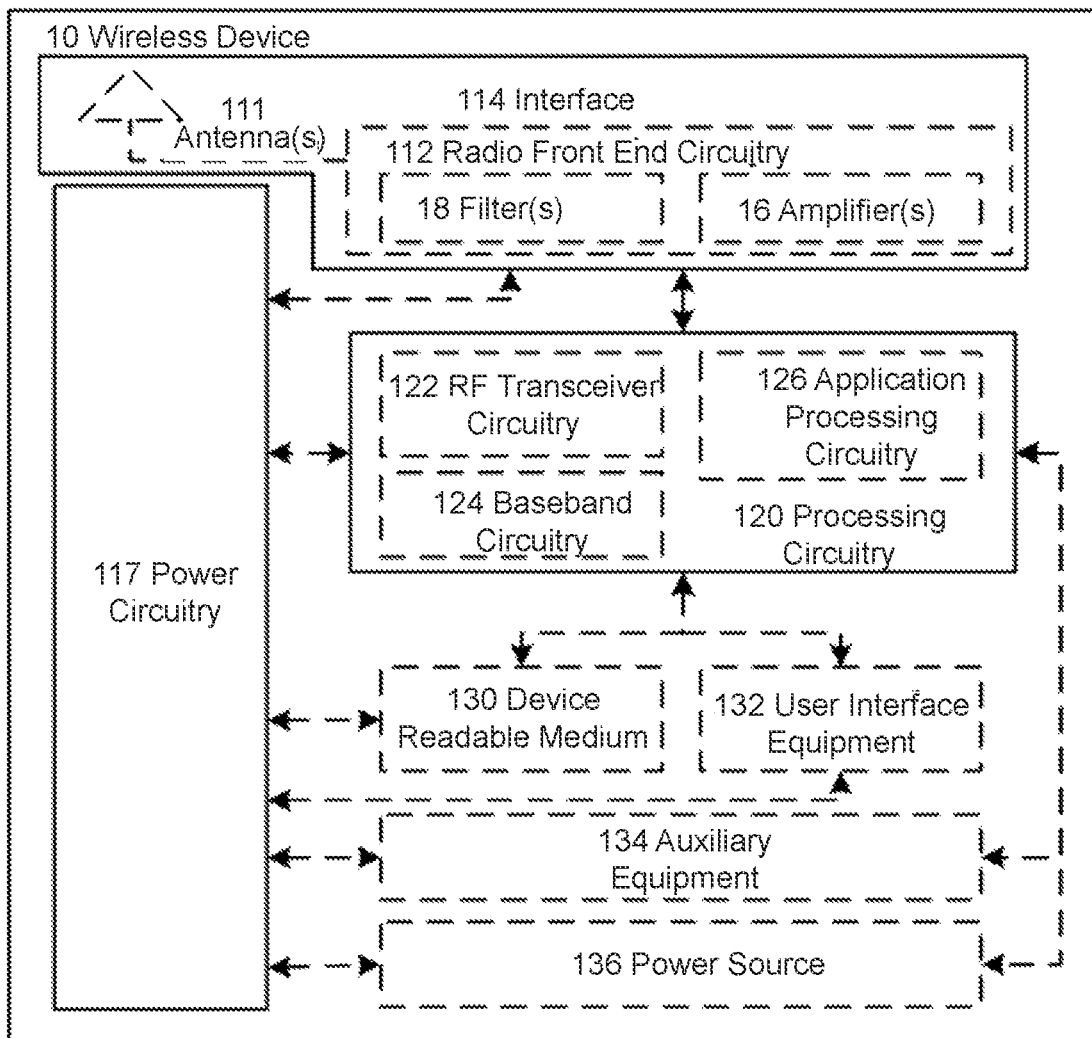 10 Wireless Device
111
Antenna(s)
114 Interface
112 Radio Front End Circuitry
18 Filter(s)
16 Amplifier(s)
122 RF Transceiver
Circuitry
126 Application
Processing
Circuitry
124 Baseband
Circuitry
120 Processing
Circuitry
117 Power
Circuitry
130 Device
Readable Medium
132 User Interface
Equipment
134 Auxiliary
Equipment
136 Power Source